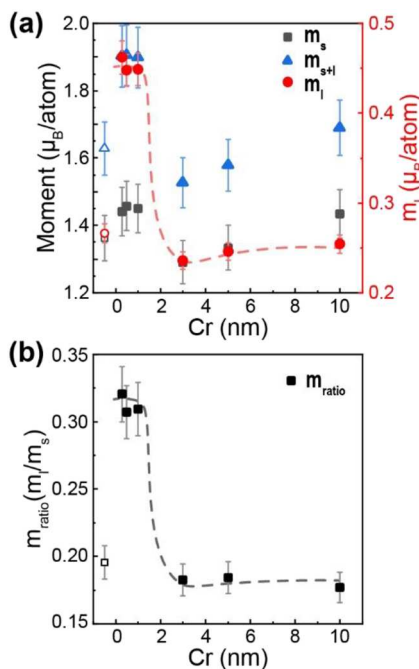 (a)
2.0
1.8
1.6
1.4
1.2
Moment (μB/atom)
ms
ms+l
ml
0.5
0.4
0.3
0.2
ml (μB/atom)
0 2 4 6 8 10
Cr (nm)
(b)
0.35
0.30
0.25
0.20
0.15
mratio(ml/ms)
mratio
0 2 4 6 8 10
Cr (nm)